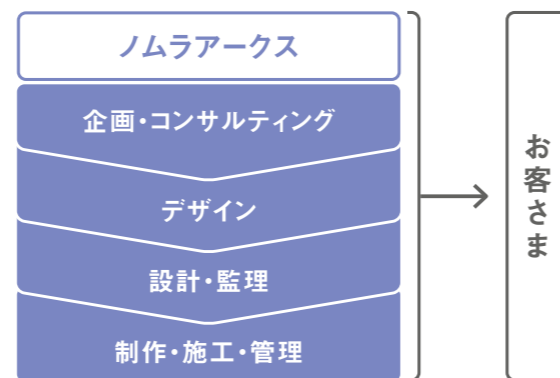 ノムラアークス
企画・コンサルティング
デザイン
設計・監理
制作・施工・管理
お客さま